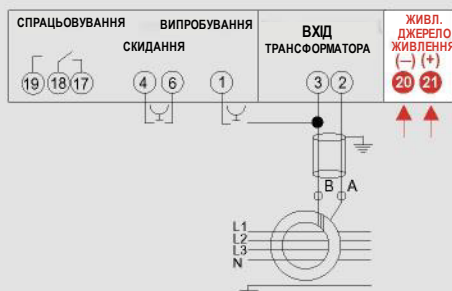 СПРАЦЬОВУВАННЯ
ВИПРОБУВАННЯ
СКИДАННЯ
ВХІД
ТРАНСФОРМАТОРА
ЖИВЛ.
ДЖЕРЕЛО
ЖИВЛЕННЯ
(—) (+)
19 18 17 4 6 1 3 2 20 21
B A
L1
L2
L3
N